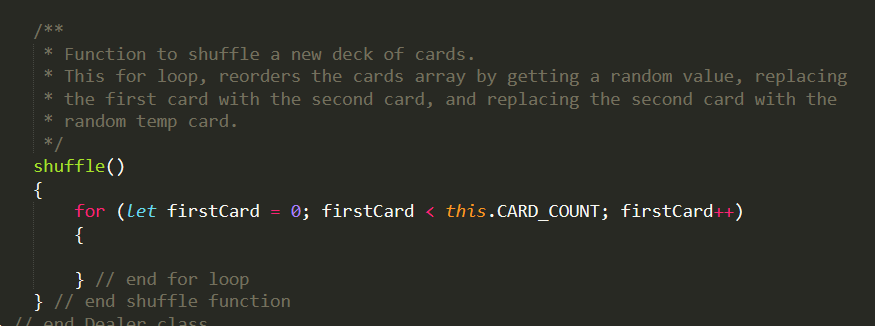 /**
* Function to shuffle a new deck of cards.
* This for loop, reorders the cards array by getting a random value, replacing
* the first card with the second card, and replacing the second card with the
* random temp card.
*/
shuffle()
{
for (let firstCard = 0; firstCard < this.CARD_COUNT; firstCard++)
{
} // end for loop
} // end shuffle function
// end Dealer class